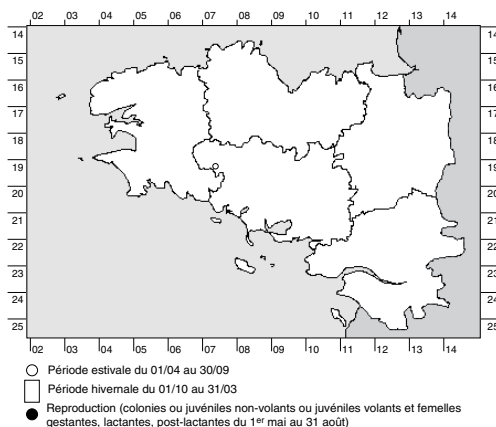 02 03 04 05 06 07 08 09 10 11 12 13 14
14 14
15 15
16 16
17 17
18 18
19 19
20 20
21 21
22 22
23 23
24 24
25 25
02 03 04 05 06 07 08 09 10 11 12 13 14
Période estivale du 01/04 au 30/09
Période hivernale du 01/10 au 31/03
Reproduction (colonies ou juvéniles non-volants ou juvéniles volants et femelles
gestantes, lactantes, post-lactantes du 1er mai au 31 août)